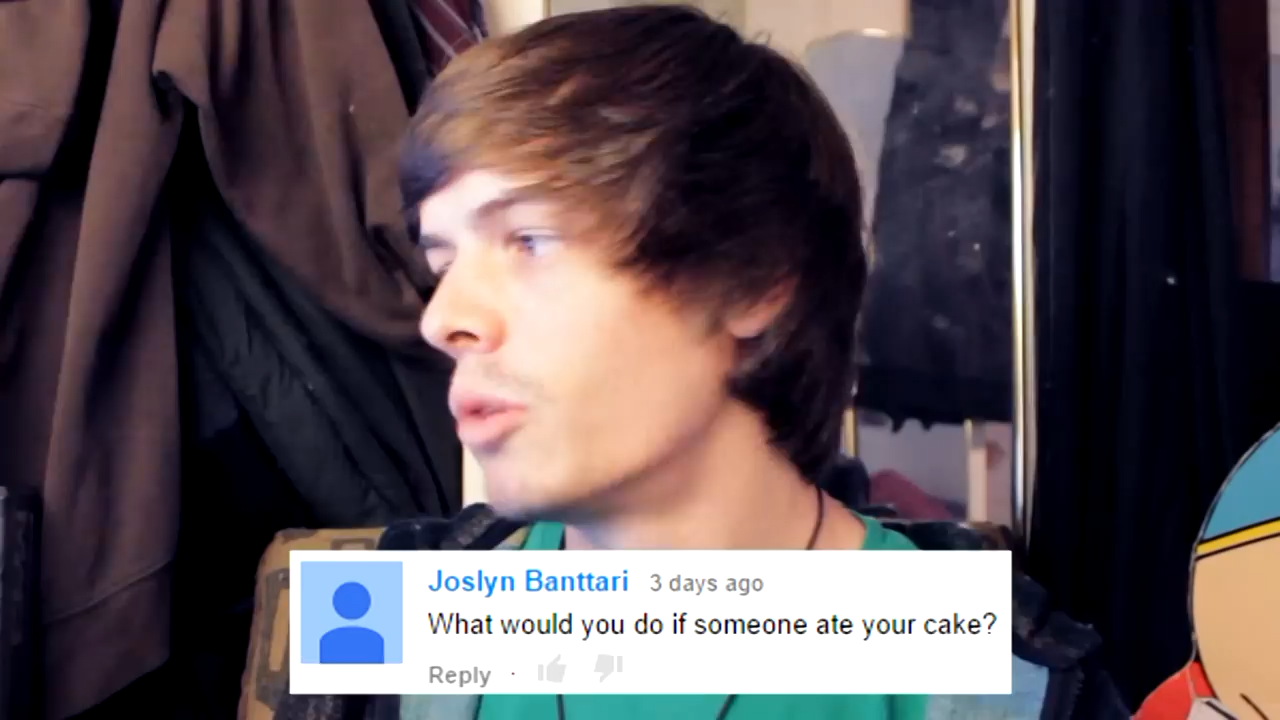 Joslyn Banttari 3 days ago
What would you do if someone ate your cake?
Reply ·